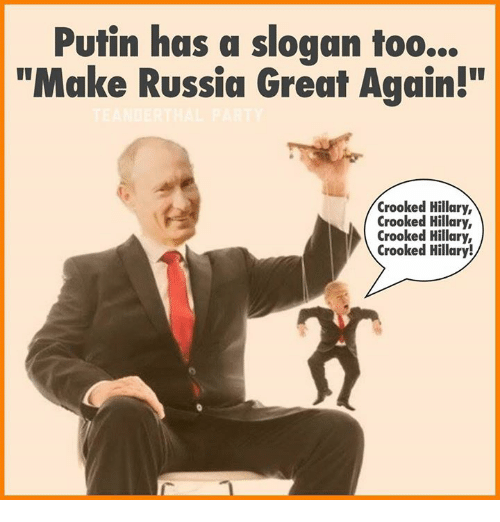 Putin has a slogan too...
"Make Russia Great Again!"
TEANDERTHAL PARTY
Crooked Hillary,
Crooked Hillary,
Crooked Hillary,
Crooked Hillary!